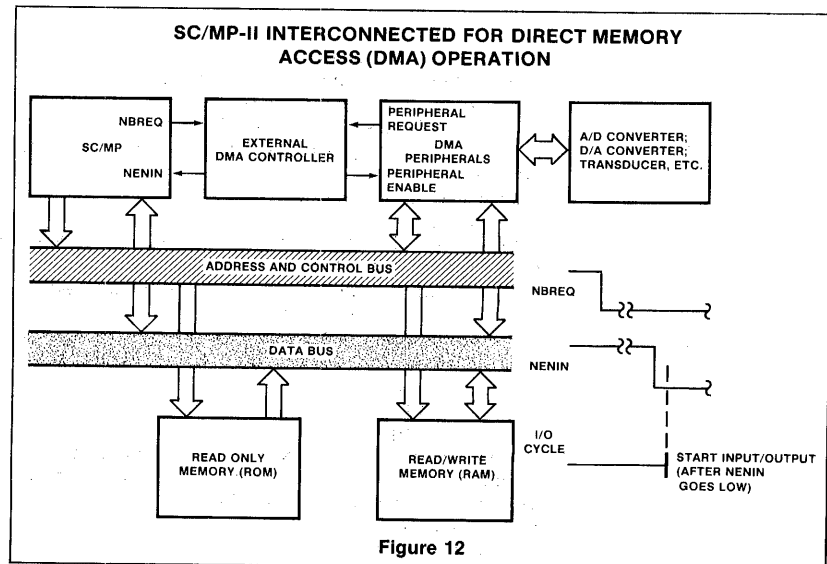 SC/MP-II INTERCONNECTED FOR DIRECT MEMORY
ACCESS (DMA) OPERATION
NBREQ
SC/MP
NENIN
EXTERNAL
DMA CONTROLLER
PERIPHERAL
REQUEST
DMA
PERIPHERALS
PERIPHERAL
ENABLE
A/D CONVERTER;
D/A CONVERTER;
TRANSDUCER, ETC.
ADDRESS AND CONTROL BUS
DATA BUS
READ ONLY
MEMORY (ROM)
READ/WRITE
MEMORY (RAM)
NBREQ
NENIN
I/O
CYCLE
START INPUT/OUTPUT
(AFTER NENIN
GOES LOW)
Figure 12